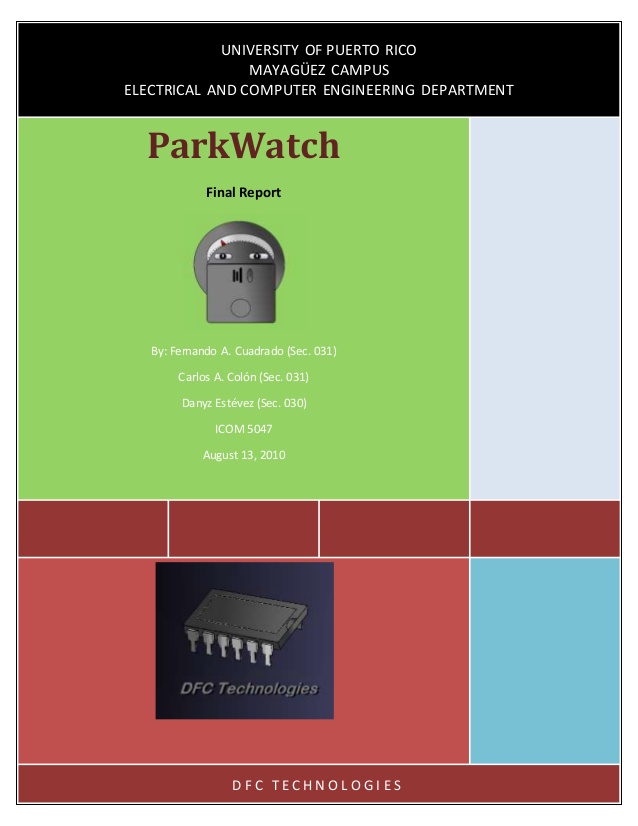 UNIVERSITY OF PUERTO RICO
MAYAGÜEZ CAMPUS
ELECTRICAL AND COMPUTER ENGINEERING DEPARTMENT
ParkWatch
Final Report
By: Fernando A. Cuadrado (Sec. 031)
Carlos A. Colón (Sec. 031)
Danyz Estévez (Sec. 030)
ICOM 5047
August 13, 2010
DFC Technologies
DFC TECHNOLOGIES